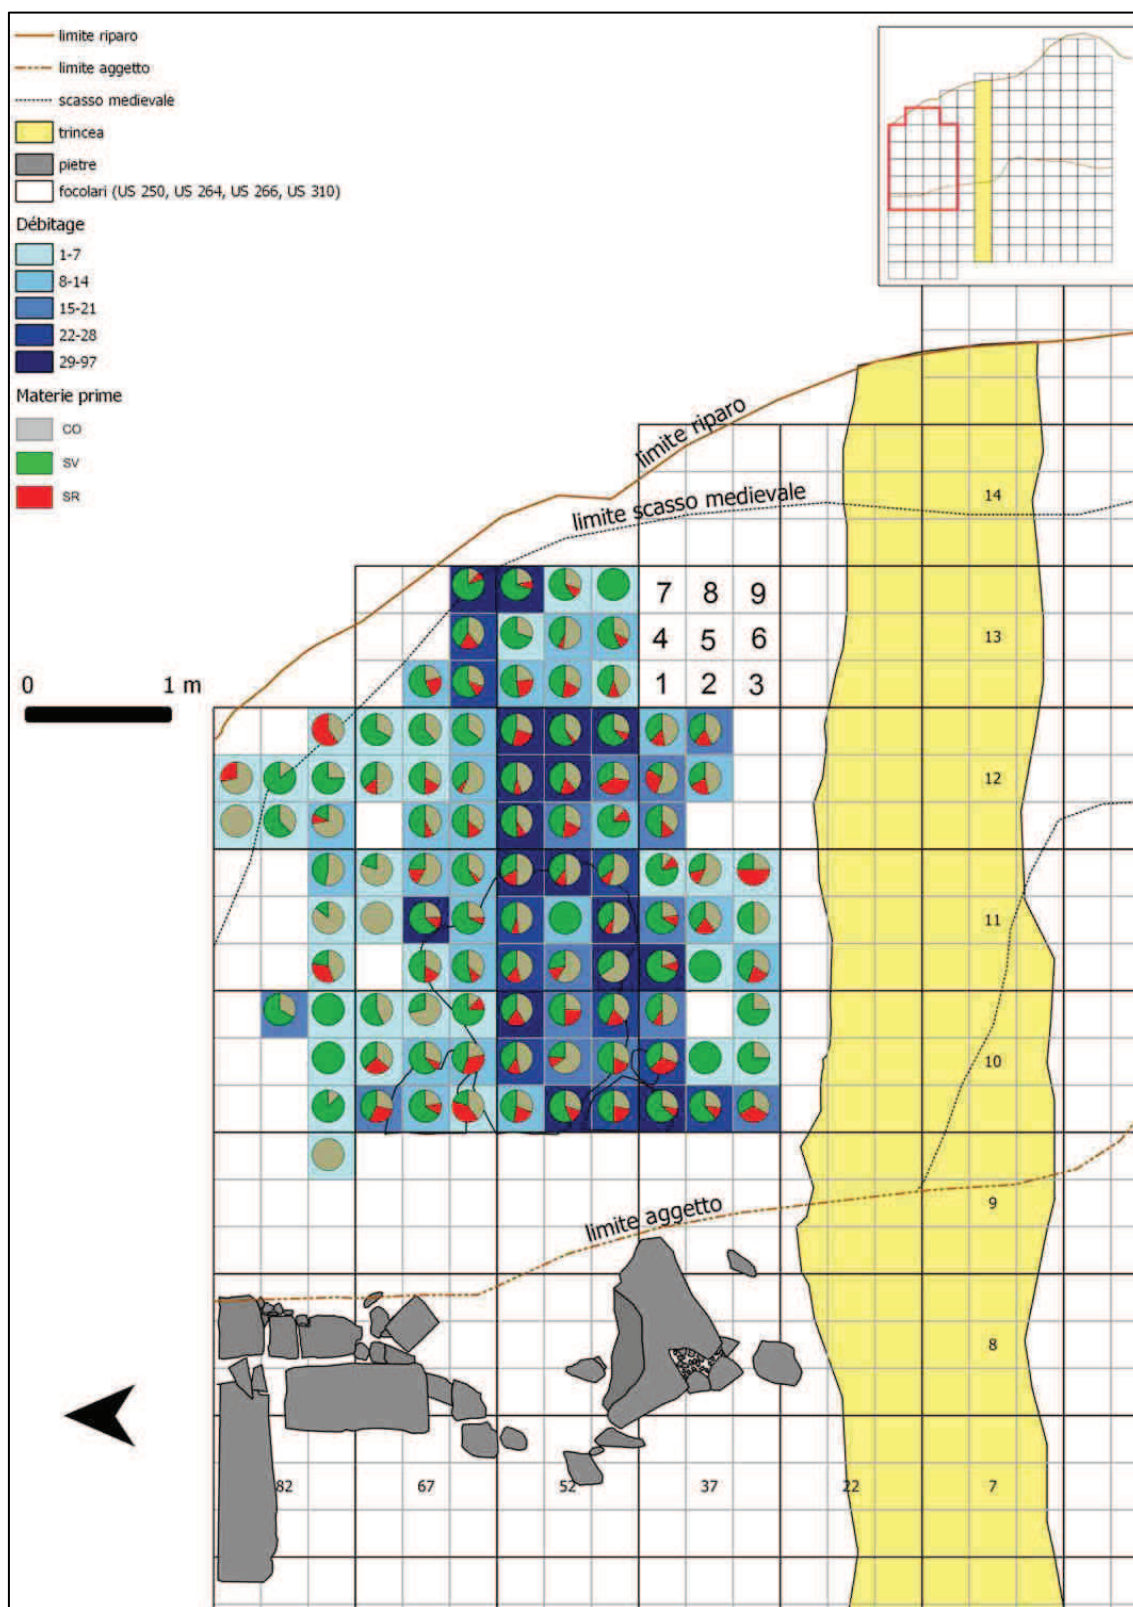 limite riparo
limite aggetto
scasso medievale
trincea
pietre
focolari (US 250, US 264, US 266, US 310)
Débitage
1-7
8-14
15-21
22-28
29-97
Materie prime
CO
SV
SR
limite riparo
limite scasso medievale
14
7 8 9
4 5 6
13
1 2 3
0 1 m
12
11
10
limite aggetto
9
8
82 67 52 37 22 7